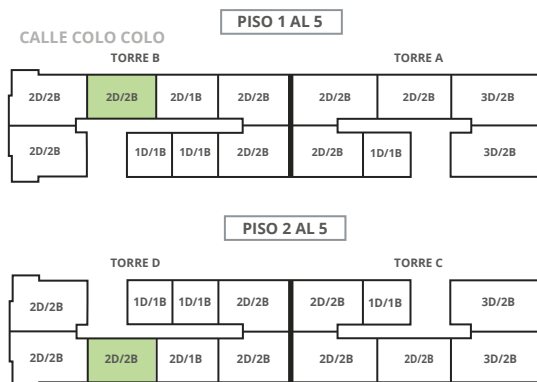 PISO 1 AL 5
CALLE COLO COLO
TORRE B TORRE A
2D/2B 2D/2B 2D/1B 2D/2B 2D/2B 2D/2B 3D/2B
2D/2B 1D/1B 1D/1B 2D/2B 2D/2B 1D/1B 3D/2B
PISO 2 AL 5
TORRE D TORRE C
2D/2B 1D/1B 1D/1B 2D/2B 2D/2B 1D/1B 3D/2B
2D/2B 2D/2B 2D/1B 2D/2B 2D/2B 2D/2B 3D/2B